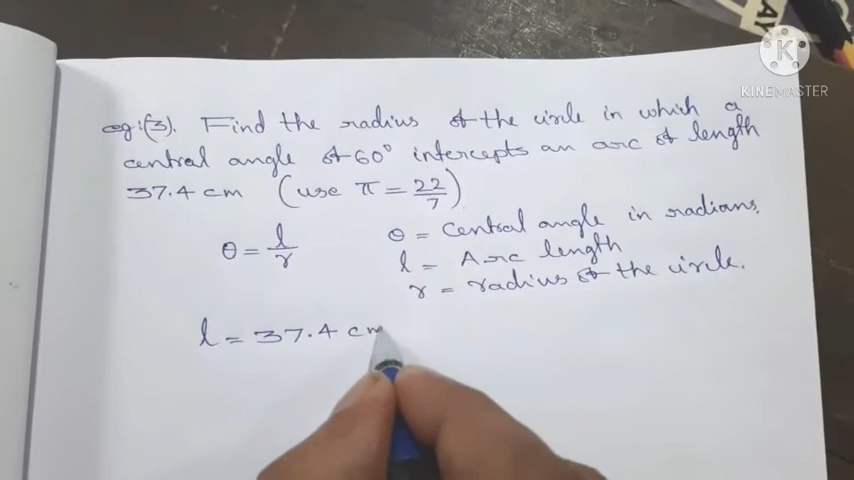 KINEMASTER
AY
eg:(3). Find the radius of the circle in which a
central angle of 60° intercepts an arc of length
37.4 cm (use π = 22/7)
θ = l/r
θ = Central angle in radians.
l = Arc length
r = radius of the circle.
l = 37.4 cm